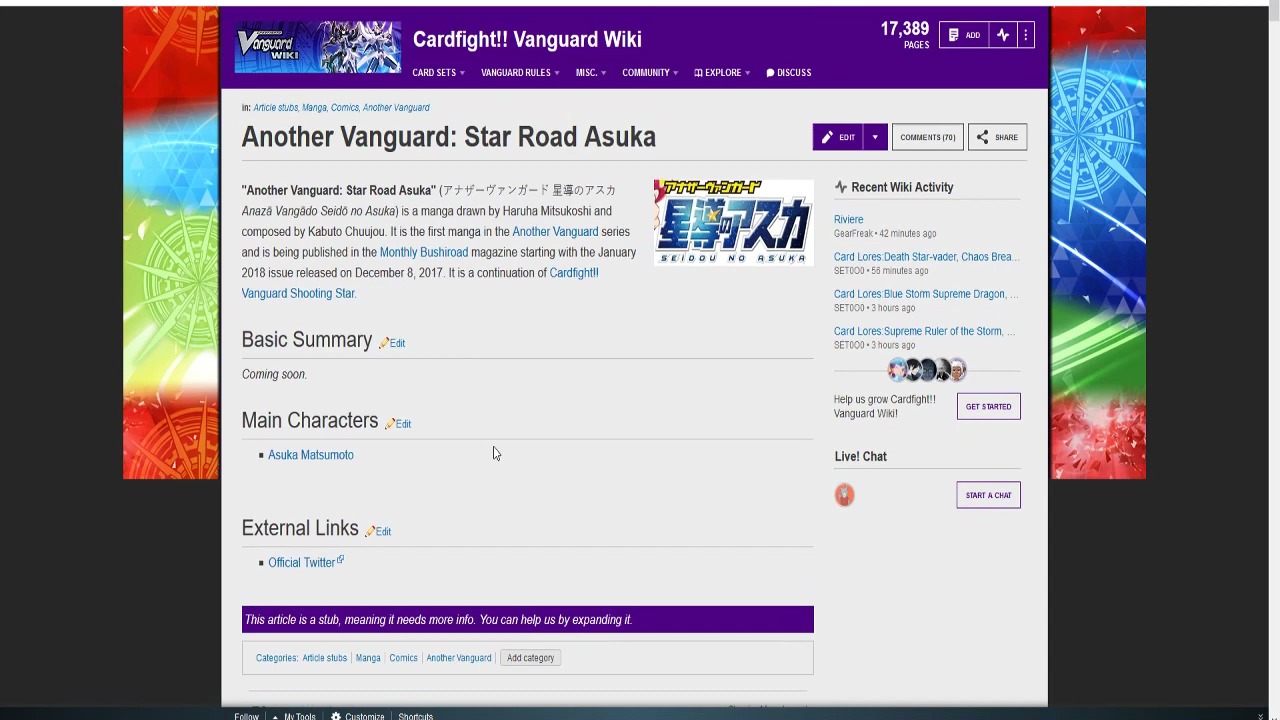 Vanguard
WIKI
Cardfight!! Vanguard Wiki
17,389
PAGES
ADD
CARD SETS
VANGUARD RULES
MISC.
COMMUNITY
EXPLORE
DISCUSS
in: Article stubs, Manga, Comics, Another Vanguard
Another Vanguard: Star Road Asuka
EDIT
COMMENTS (70)
SHARE
"Another Vanguard: Star Road Asuka" (アナザーヴァンガード 星導のアスカ
Anazā Vangādo Seidō no Asuka) is a manga drawn by Haruha Mitsukoshi and
composed by Kabuto Chuujou. It is the first manga in the Another Vanguard series
and is being published in the Monthly Bushiroad magazine starting with the January
2018 issue released on December 8, 2017. It is a continuation of Cardfight!!
Vanguard Shooting Star.
アナザーヴァンガード
星導のアスカ
SEIDOU NO ASUKA
Basic Summary Edit
Coming soon.
Main Characters Edit
Asuka Matsumoto
External Links Edit
Official Twitter
This article is a stub, meaning it needs more info. You can help us by expanding it.
Categories: Article stubs Manga Comics Another Vanguard Add category
Recent Wiki Activity
Riviere
GearFreak • 42 minutes ago
Card Lores:Death Star-vader, Chaos Brea...
SET0O0 • 56 minutes ago
Card Lores:Blue Storm Supreme Dragon, ...
SET0O0 • 3 hours ago
Card Lores:Supreme Ruler of the Storm, ...
SET0O0 • 3 hours ago
Help us grow Cardfight!!
Vanguard Wiki!
GET STARTED
Live! Chat
START A CHAT
Follow
My Tools
Customize
Shortcuts